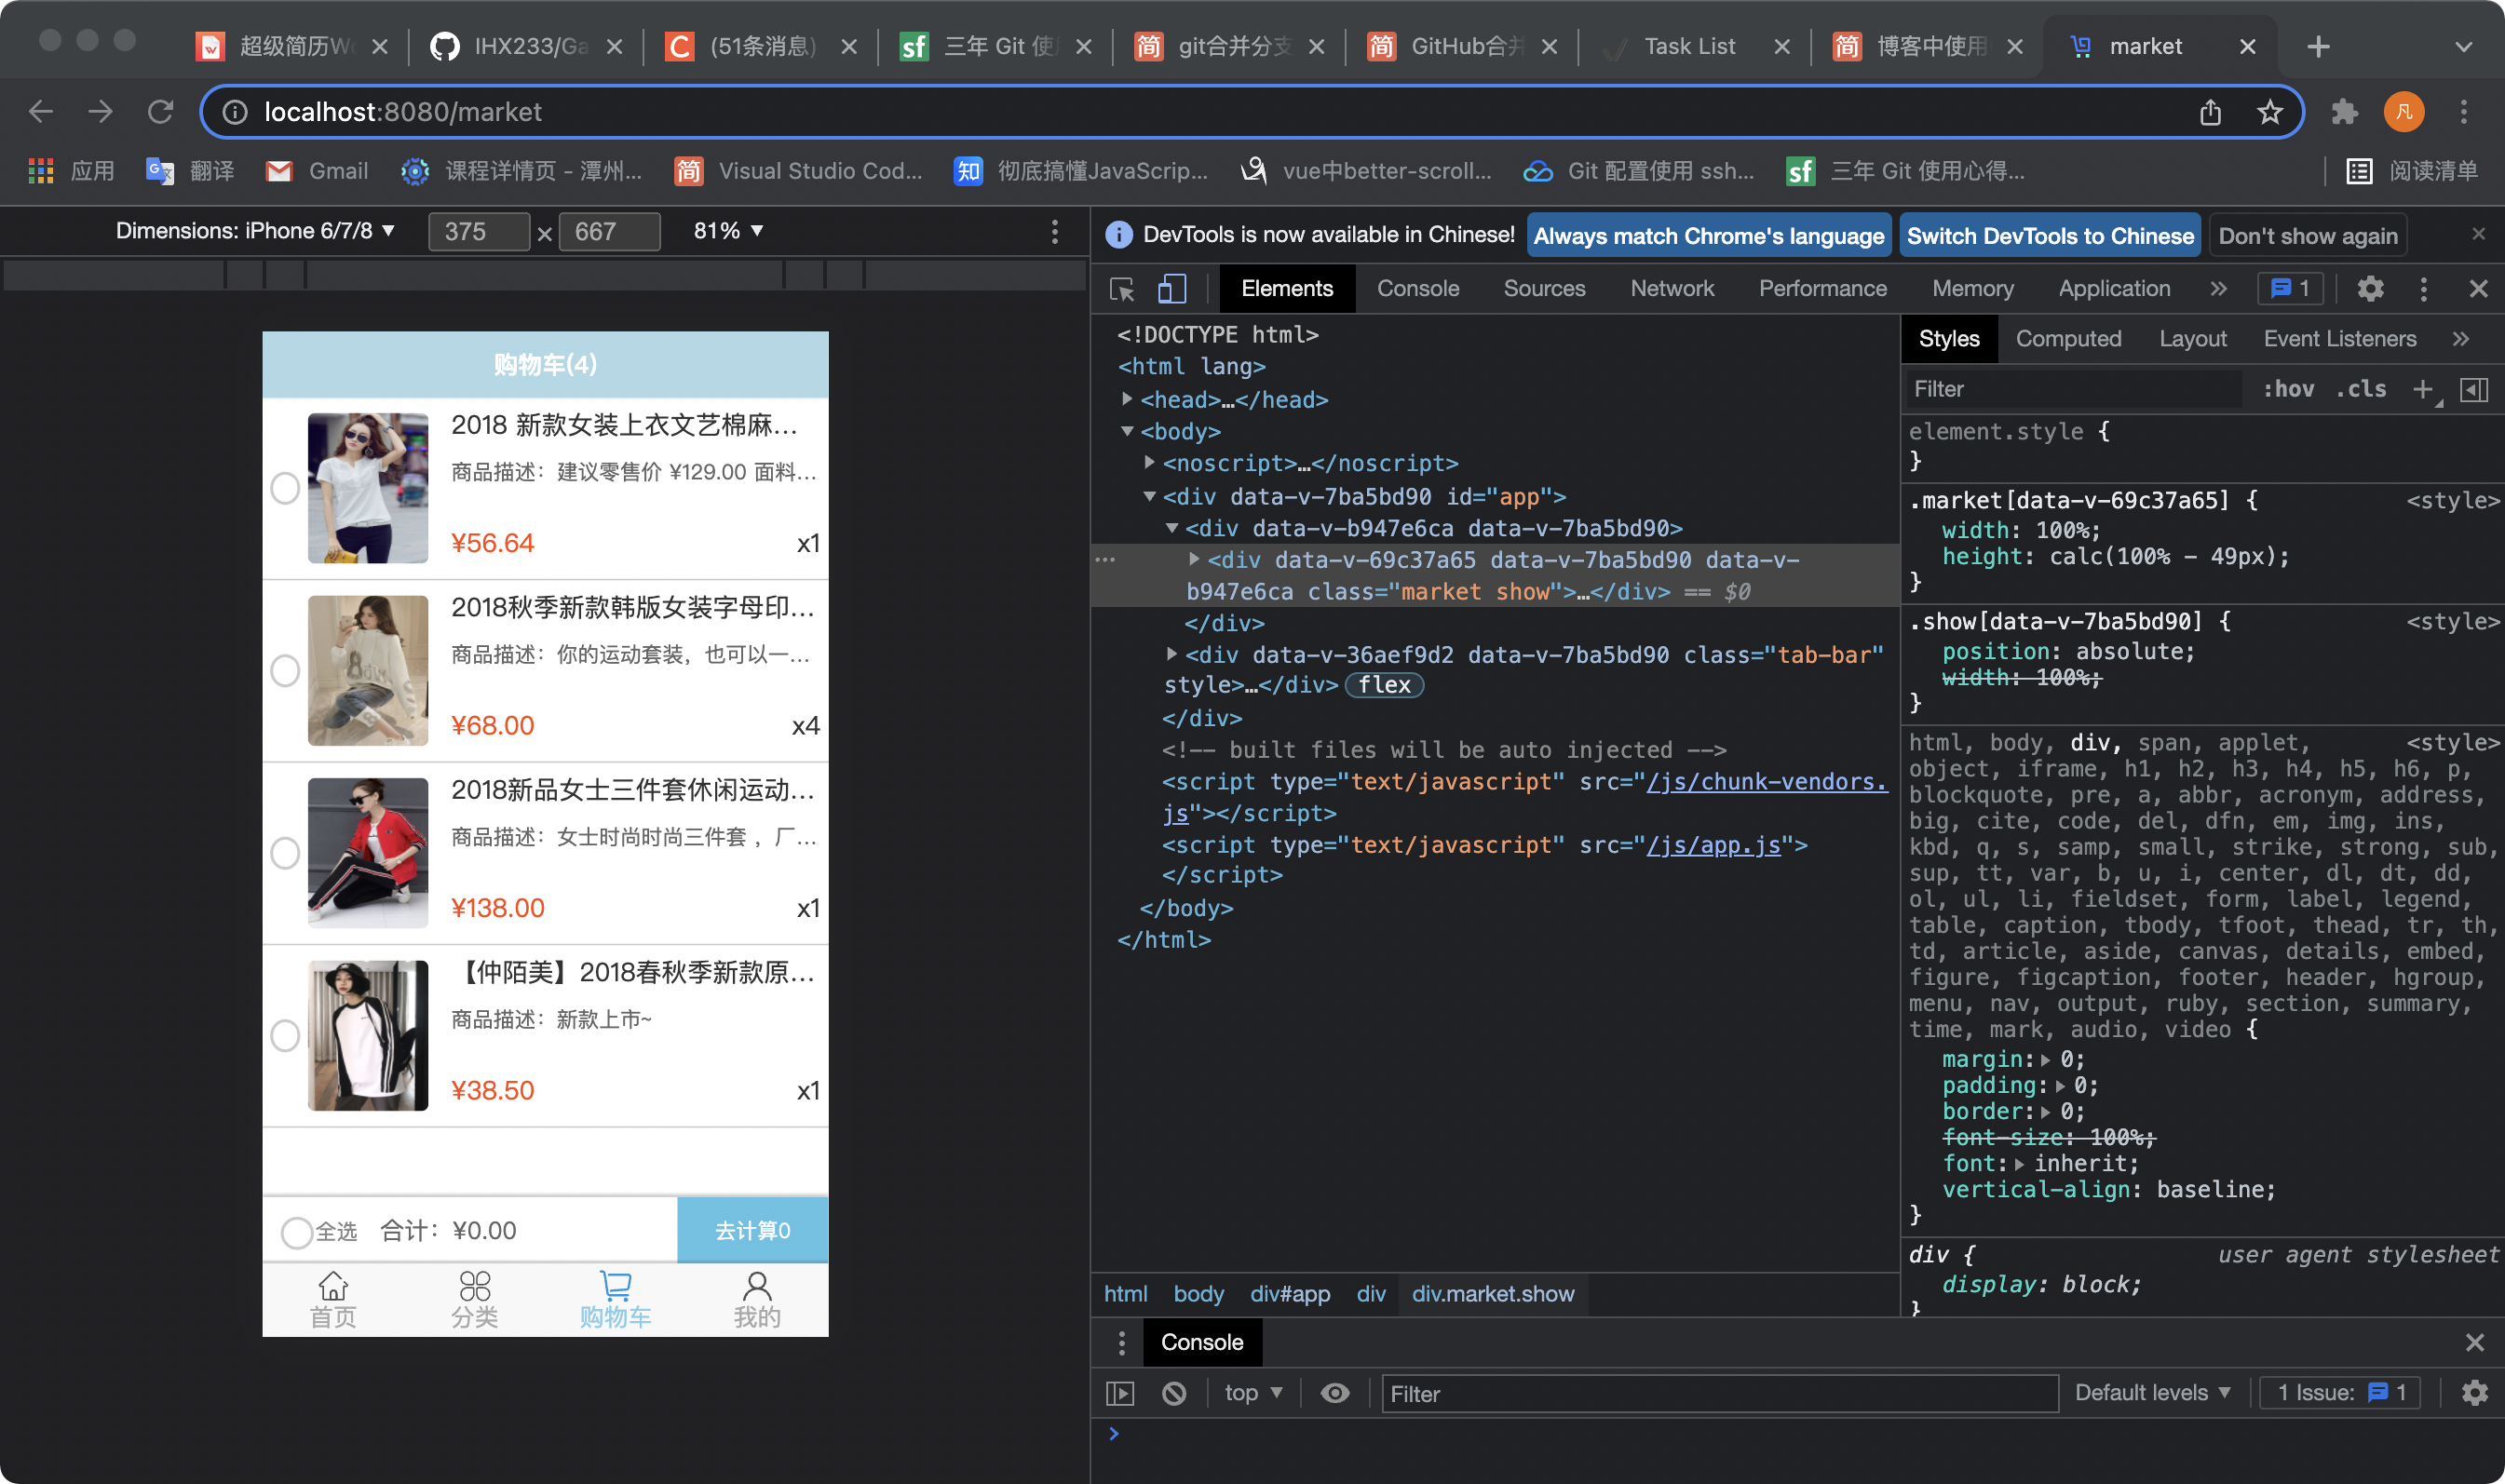 超级简历Wo
IHX233/Ga
(51条消息)
三年 Git 使用
git合并分支
GitHub合并
Task List
博客中使用
market
localhost:8080/market
应用
翻译
Gmail
课程详情页 - 潭州...
Visual Studio Cod...
彻底搞懂JavaScrip...
vue中better-scroll...
Git 配置使用 ssh...
三年 Git 使用心得...
阅读清单
凡
Dimensions: iPhone 6/7/8 ▼ 375 × 667 81% ▼
购物车(4)
2018 新款女装上衣文艺棉麻...
商品描述：建议零售价 ¥129.00 面料...
¥56.64 x1
2018秋季新款韩版女装字母印...
商品描述：你的运动套装，也可以一...
¥68.00 x4
2018新品女士三件套休闲运动...
商品描述：女士时尚时尚三件套 ，厂...
¥138.00 x1
【仲陌美】2018春秋季新款原...
商品描述：新款上市~
¥38.50 x1
全选 合计：¥0.00 去计算0
首页 分类 购物车 我的
DevTools is now available in Chinese! Always match Chrome's language Switch DevTools to Chinese Don't show again
Elements Console Sources Network Performance Memory Application » 1
<!DOCTYPE html>
<html lang>
<head>…</head>
<body>
<noscript>…</noscript>
<div data-v-7ba5bd90 id="app">
<div data-v-b947e6ca data-v-7ba5bd90>
<div data-v-69c37a65 data-v-7ba5bd90 data-v-
b947e6ca class="market show">…</div> == $0
</div>
<div data-v-36aef9d2 data-v-7ba5bd90 class="tab-bar"
style>…</div> flex
</div>
<!-- built files will be auto injected -->
<script type="text/javascript" src="/js/chunk-vendors.
js"></script>
<script type="text/javascript" src="/js/app.js">
</script>
</body>
</html>
html body div#app div div.market.show
Styles Computed Layout Event Listeners »
Filter :hov .cls +
element.style {
}
.market[data-v-69c37a65] { <style>
width: 100%;
height: calc(100% - 49px);
}
.show[data-v-7ba5bd90] { <style>
position: absolute;
width: 100%;
}
html, body, div, span, applet, <style>
object, iframe, h1, h2, h3, h4, h5, h6, p,
blockquote, pre, a, abbr, acronym, address,
big, cite, code, del, dfn, em, img, ins,
kbd, q, s, samp, small, strike, strong, sub,
sup, tt, var, b, u, i, center, dl, dt, dd,
ol, ul, li, fieldset, form, label, legend,
table, caption, tbody, tfoot, thead, tr, th,
td, article, aside, canvas, details, embed,
figure, figcaption, footer, header, hgroup,
menu, nav, output, ruby, section, summary,
time, mark, audio, video {
margin: 0;
padding: 0;
border: 0;
font-size: 100%;
font: inherit;
vertical-align: baseline;
}
div { user agent stylesheet
display: block;
}
Console
top ▼ Filter Default levels ▼ 1 Issue: 1